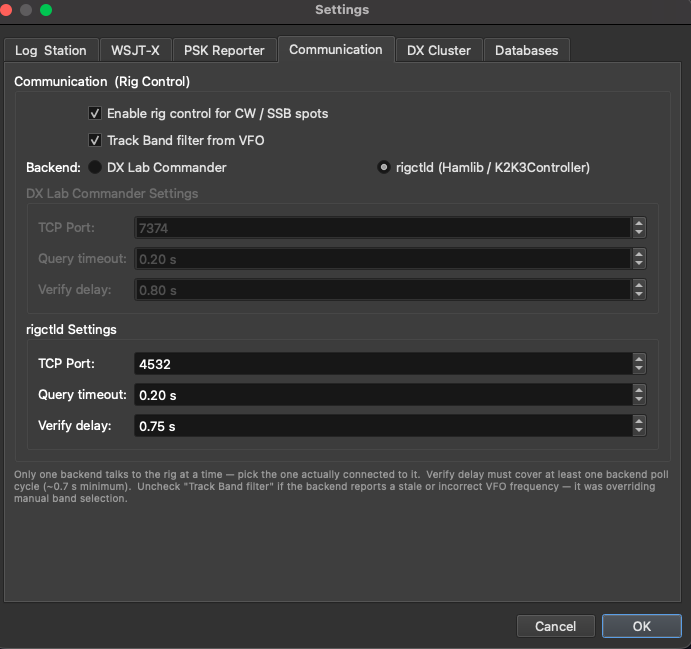 Settings
Log Station
WSJT-X
PSK Reporter
Communication
DX Cluster
Databases
Communication (Rig Control)
Enable rig control for CW / SSB spots
Track Band filter from VFO
Backend: DX Lab Commander rigctld (Hamlib / K2K3Controller)
DX Lab Commander Settings
TCP Port: 7374
Query timeout: 0.20 s
Verify delay: 0.80 s
rigctld Settings
TCP Port: 4532
Query timeout: 0.20 s
Verify delay: 0.75 s
Only one backend talks to the rig at a time — pick the one actually connected to it. Verify delay must cover at least one backend poll
cycle (~0.7 s minimum). Uncheck "Track Band filter" if the backend reports a stale or incorrect VFO frequency — it was overriding
manual band selection.
Cancel
OK